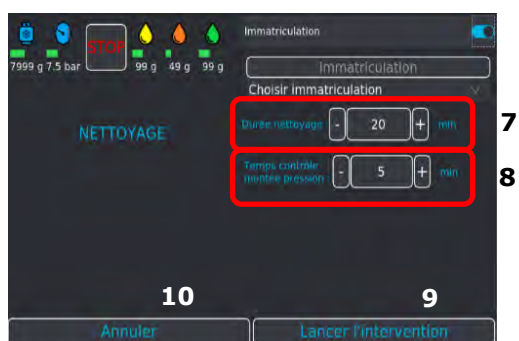 Immatriculation
STOP
7999 g 7.5 bar 99 g 49 g 99 g
Immatriculation
Choisir immatriculation
Durée nettoyage - 20 + min 7
NETTOYAGE
Temps contrôle
montée pression - 5 + min 8
10 9
Annuler Lancer l'intervention